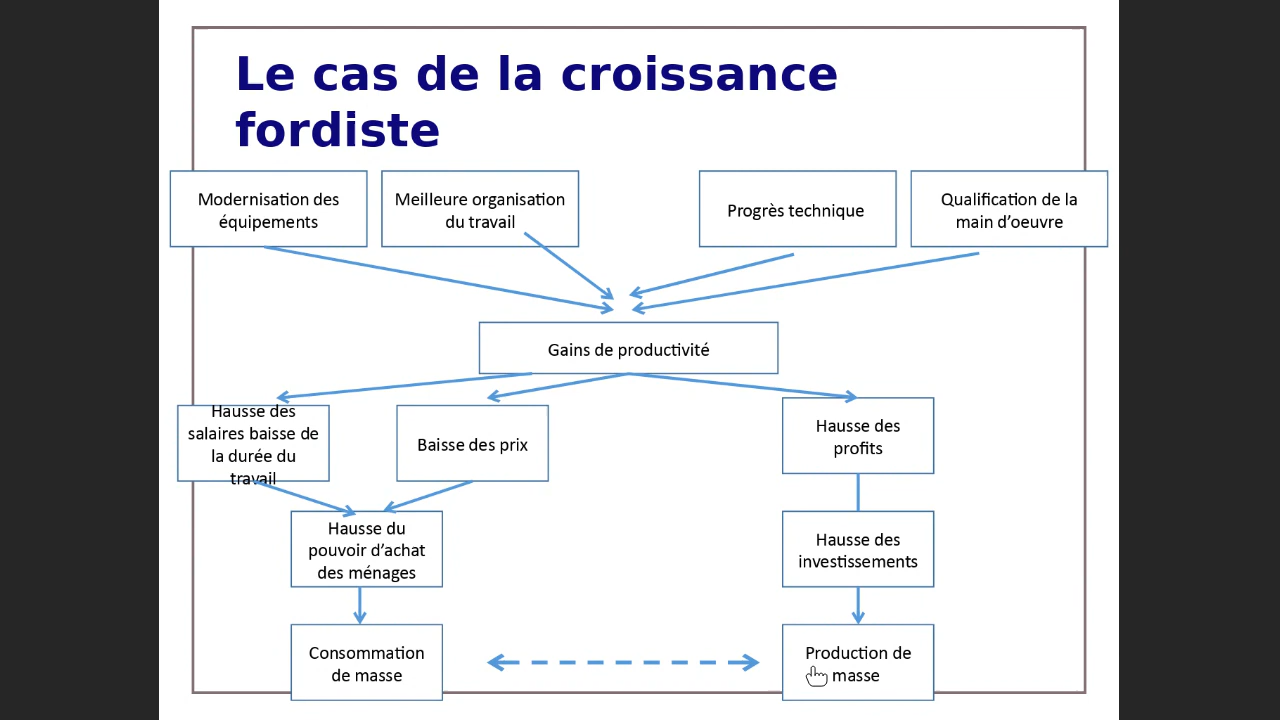 Le cas de la croissance
fordiste
Modernisation des
équipements
Meilleure organisation
du travail
Progrès technique
Qualification de la
main d’oeuvre
Gains de productivité
Hausse des
salaires baisse de
la durée du
travail
Baisse des prix
Hausse des
profits
Hausse du
pouvoir d’achat
des ménages
Hausse des
investissements
Consommation
de masse
Production de
masse